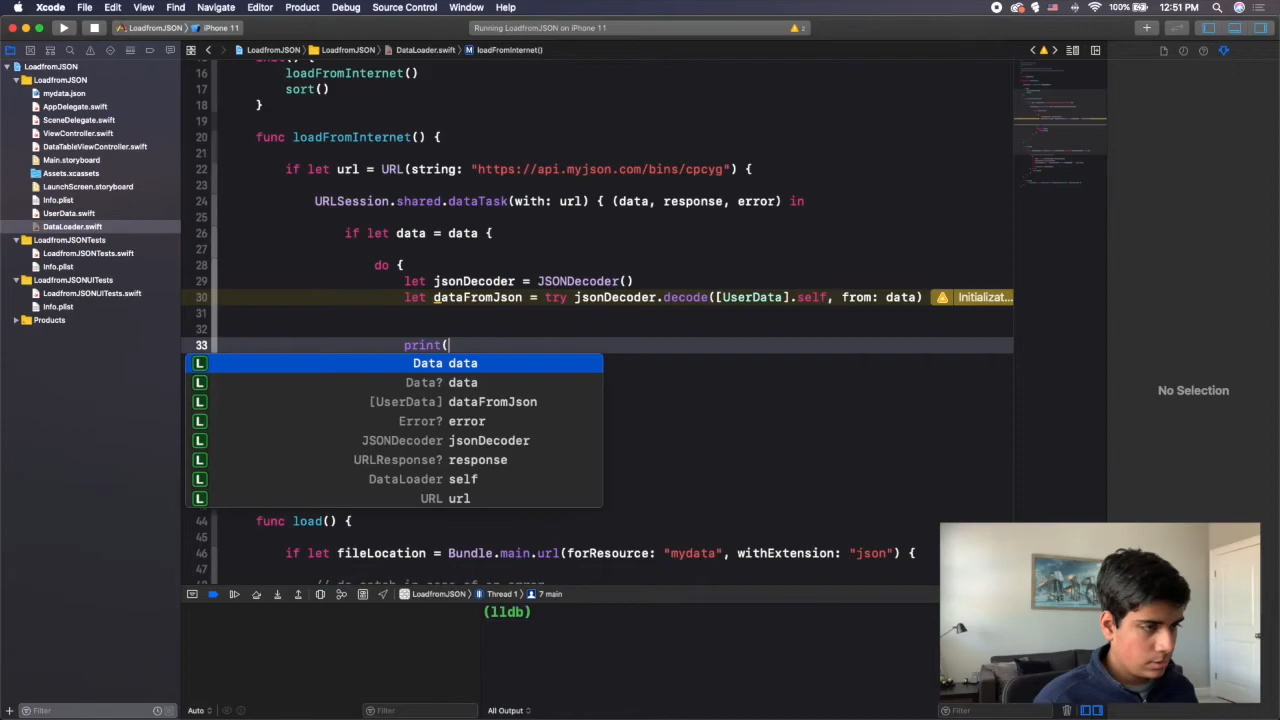 Xcode File Edit View Find Navigate Editor Product Debug Source Control Window Help 100% 12:51 PM
LoadfromJSON iPhone 11 Running LoadfromJSON on iPhone 11 2
LoadfromJSON LoadfromJSON DataLoader.swift M loadFromInternet()
LoadfromJSON
LoadfromJSON
mydata.json
AppDelegate.swift
SceneDelegate.swift
ViewController.swift
DataTableViewController.swift
Main.storyboard
Assets.xcassets
LaunchScreen.storyboard
Info.plist
UserData.swift
DataLoader.swift
LoadfromJSONTests
LoadfromJSONTests.swift
Info.plist
LoadfromJSONUITests
LoadfromJSONUITests.swift
Info.plist
Products
16 loadFromInternet()
17 sort()
18 }
20 func loadFromInternet() {
21
22 if let url = URL(string: "https://api.myjson.com/bins/cpcyg") {
23
24 URLSession.shared.dataTask(with: url) { (data, response, error) in
25
26 if let data = data {
27
28 do {
29 let jsonDecoder = JSONDecoder()
30 let dataFromJson = try jsonDecoder.decode([UserData].self, from: data) Initializat...
31
32
33 print(
L Data data
L Data? data
L [UserData] dataFromJson
L Error? error
L JSONDecoder jsonDecoder
L URLResponse? response
L DataLoader self
L URL url
44 func load() {
45
46 if let fileLocation = Bundle.main.url(forResource: "mydata", withExtension: "json") {
47
No Selection
LoadfromJSON Thread 1 7 main
(lldb)
Filter Auto Filter All Output Filter